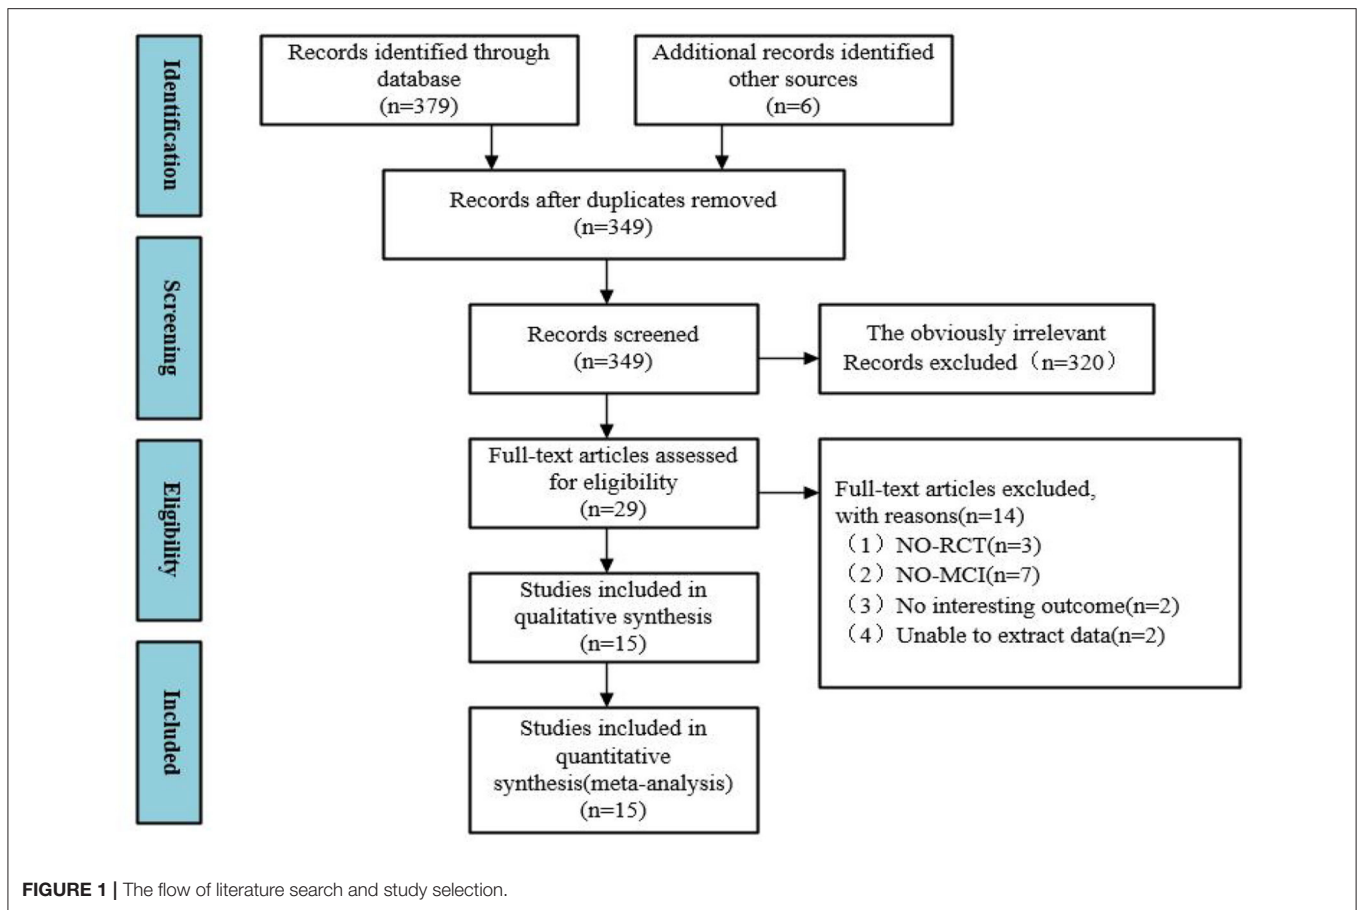 Identification
Records identified through
database
(n=379)
Additional records identified
other sources
(n=6)
Records after duplicates removed
(n=349)
Screening
Records screened
(n=349)
The obviously irrelevant
Records excluded（n=320）
Eligibility
Full-text articles assessed
for eligibility
(n=29)
Full-text articles excluded,
with reasons(n=14)
（1）NO-RCT(n=3)
（2）NO-MCI(n=7)
（3）No interesting outcome(n=2)
（4）Unable to extract data(n=2)
Studies included in
qualitative synthesis
(n=15)
Included
Studies included in
quantitative
synthesis(meta-analysis)
(n=15)
FIGURE 1 | The flow of literature search and study selection.